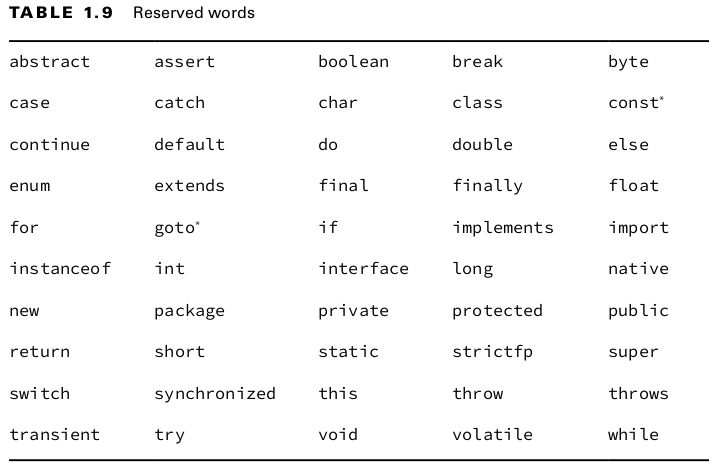 TABLE 1.9 Reserved words
abstract assert boolean break byte
case catch char class const*
continue default do double else
enum extends final finally float
for goto* if implements import
instanceof int interface long native
new package private protected public
return short static strictfp super
switch synchronized this throw throws
transient try void volatile while